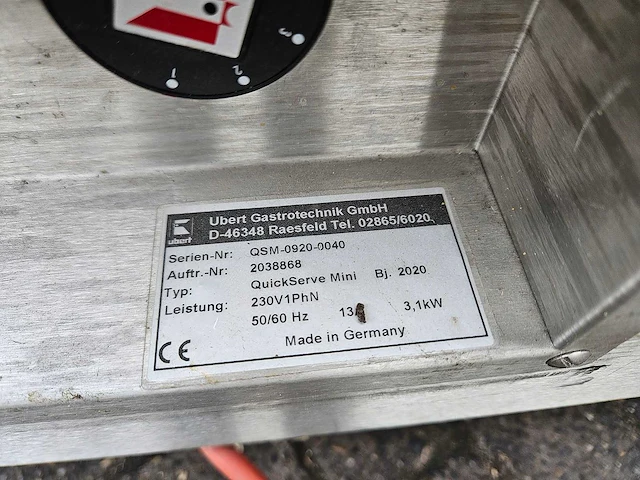 1
2
3
ubert
Ubert Gastrotechnik GmbH
D-46348 Raesfeld Tel. 02865/6020
Serien-Nr: QSM-0920-0040
Auftr.-Nr: 2038868
Typ: QuickServe Mini Bj. 2020
Leistung: 230V1PhN
50/60 Hz 13 3,1kW
Made in Germany
CE